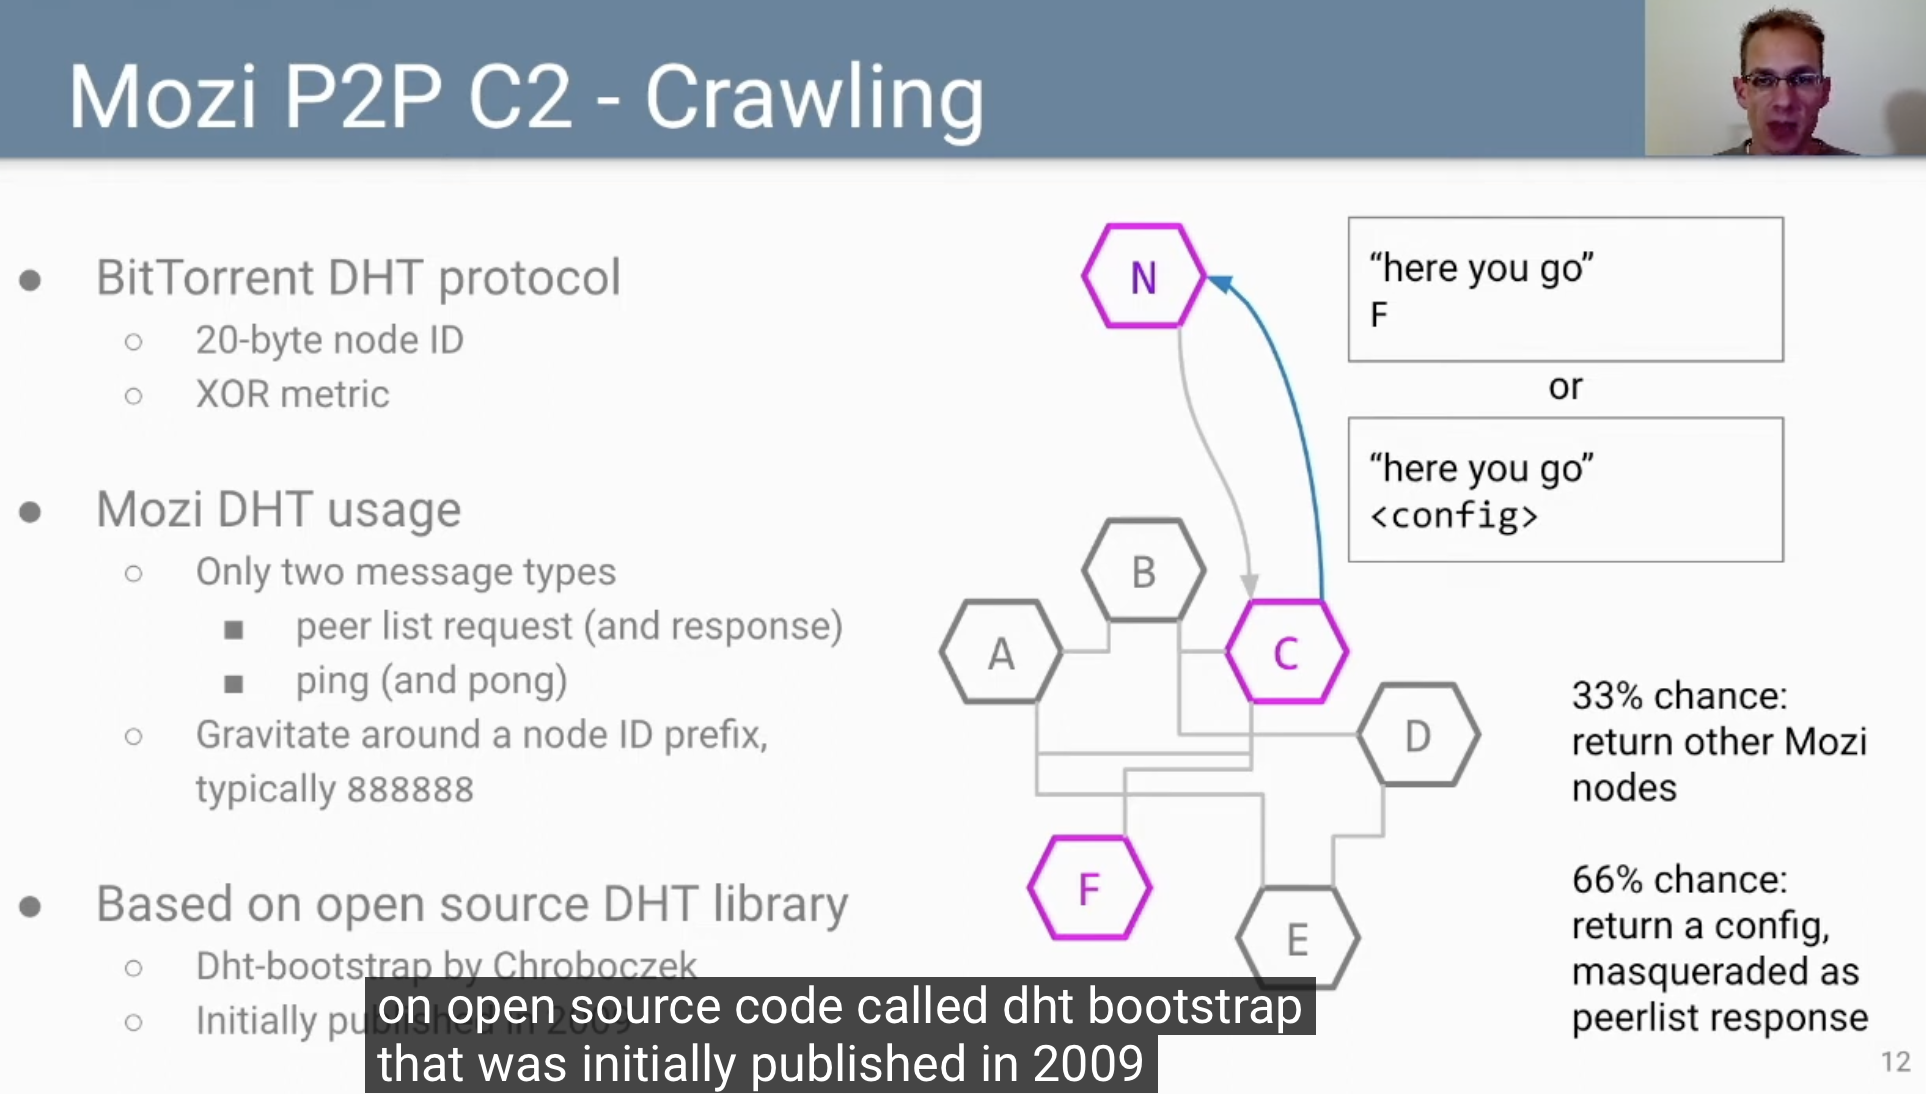 Mozi P2P C2 - Crawling
BitTorrent DHT protocol
20-byte node ID
XOR metric
Mozi DHT usage
Only two message types
peer list request (and response)
ping (and pong)
Gravitate around a node ID prefix,
typically 888888
Based on open source DHT library
Dht-bootstrap by Chroboczek
Initially published in 2009
N
B
A
C
D
F
E
“here you go”
F
or
“here you go”
<config>
33% chance:
return other Mozi
nodes
66% chance:
return a config,
masqueraded as
peerlist response
on open source code called dht bootstrap
that was initially published in 2009
12